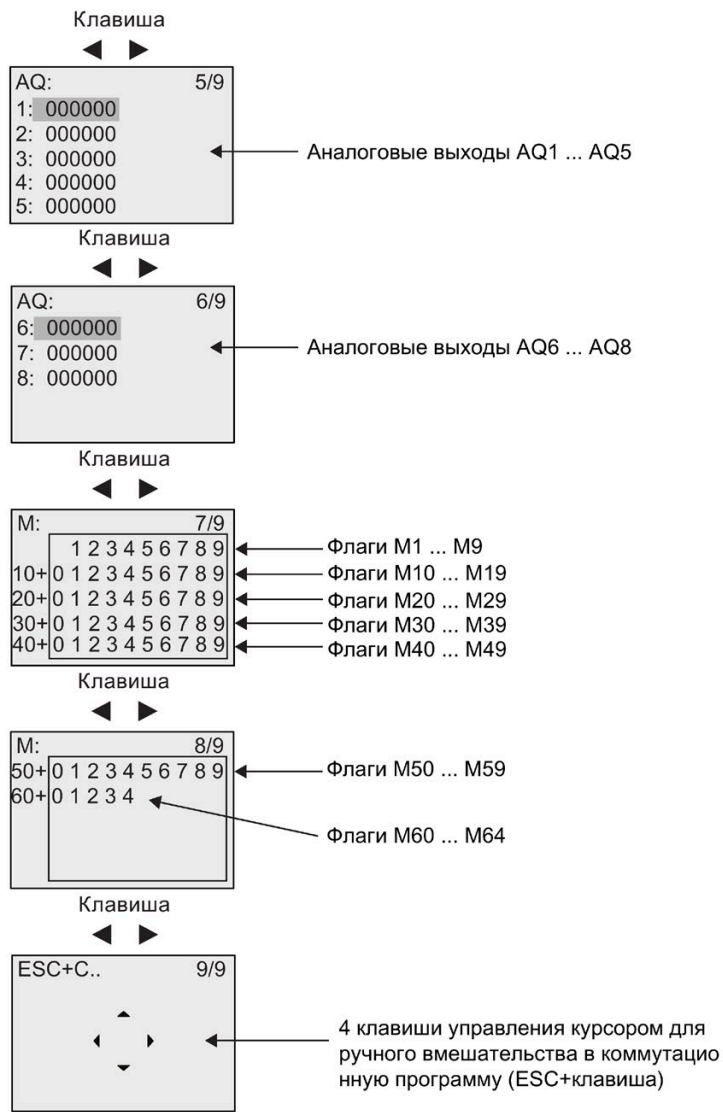 Клавиша
AQ: 5/9
1: 000000
2: 000000
3: 000000
4: 000000
5: 000000
Аналоговые выходы AQ1 ... AQ5
Клавиша
AQ: 6/9
6: 000000
7: 000000
8: 000000
Аналоговые выходы AQ6 ... AQ8
Клавиша
M: 7/9
1 2 3 4 5 6 7 8 9 Флаги M1 ... M9
10+ 0 1 2 3 4 5 6 7 8 9 Флаги M10 ... M19
20+ 0 1 2 3 4 5 6 7 8 9 Флаги M20 ... M29
30+ 0 1 2 3 4 5 6 7 8 9 Флаги M30 ... M39
40+ 0 1 2 3 4 5 6 7 8 9 Флаги M40 ... M49
Клавиша
M: 8/9
50+ 0 1 2 3 4 5 6 7 8 9 Флаги M50 ... M59
60+ 0 1 2 3 4
Флаги M60 ... M64
Клавиша
ESC+C.. 9/9
4 клавиши управления курсором для
ручного вмешательства в коммутацио
нную программу (ESC+клавиша)